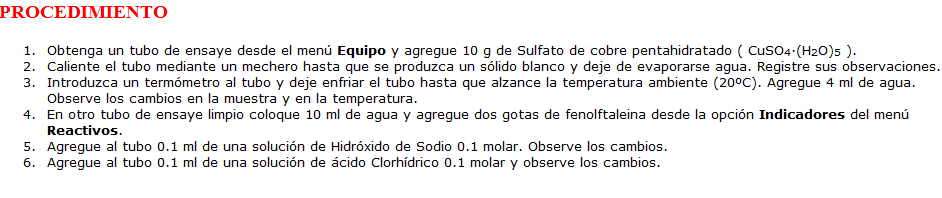 PROCEDIMIENTO
1. Obtenga un tubo de ensaye desde el menú Equipo y agregue 10 g de Sulfato de cobre pentahidratado ( CuSO₄·(H₂O)₅ ).
2. Caliente el tubo mediante un mechero hasta que se produzca un sólido blanco y deje de evaporarse agua. Registre sus observaciones.
3. Introduzca un termómetro al tubo y deje enfriar el tubo hasta que alzance la temperatura ambiente (20ºC). Agregue 4 ml de agua.
Observe los cambios en la muestra y en la temperatura.
4. En otro tubo de ensaye limpio coloque 10 ml de agua y agregue dos gotas de fenolftaleina desde la opción Indicadores del menú
Reactivos.
5. Agregue al tubo 0.1 ml de una solución de Hidróxido de Sodio 0.1 molar. Observe los cambios.
6. Agregue al tubo 0.1 ml de una solución de ácido Clorhídrico 0.1 molar y observe los cambios.